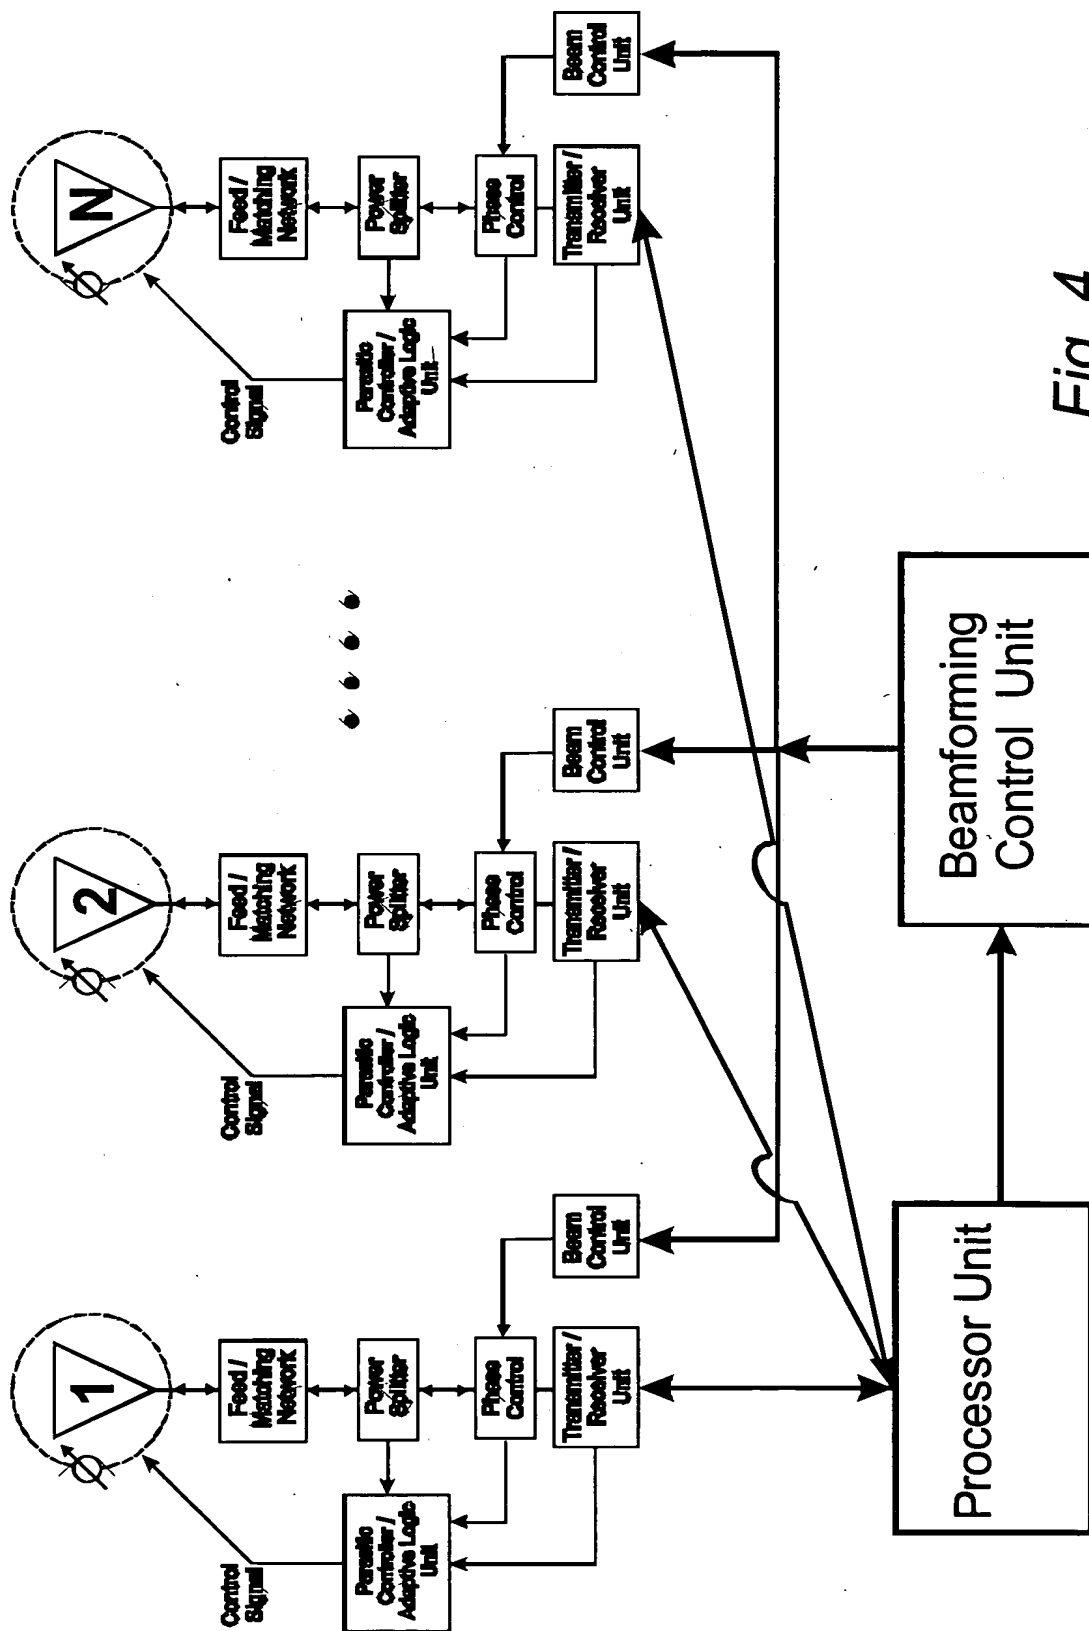 1
Feed /
Matching
Network
Power
Splitter
Phase
Control
Transmitter /
Receiver
Unit
Beam
Control
Unit
Parasitic
Controller /
Adaptive Logic
Unit
Control
Signal
2
Feed /
Matching
Network
Power
Splitter
Phase
Control
Transmitter /
Receiver
Unit
Beam
Control
Unit
Parasitic
Controller /
Adaptive Logic
Unit
Control
Signal
N
Feed /
Matching
Network
Power
Splitter
Phase
Control
Transmitter /
Receiver
Unit
Beam
Control
Unit
Parasitic
Controller /
Adaptive Logic
Unit
Control
Signal
Processor Unit
Beamforming
Control Unit
Fig. 4